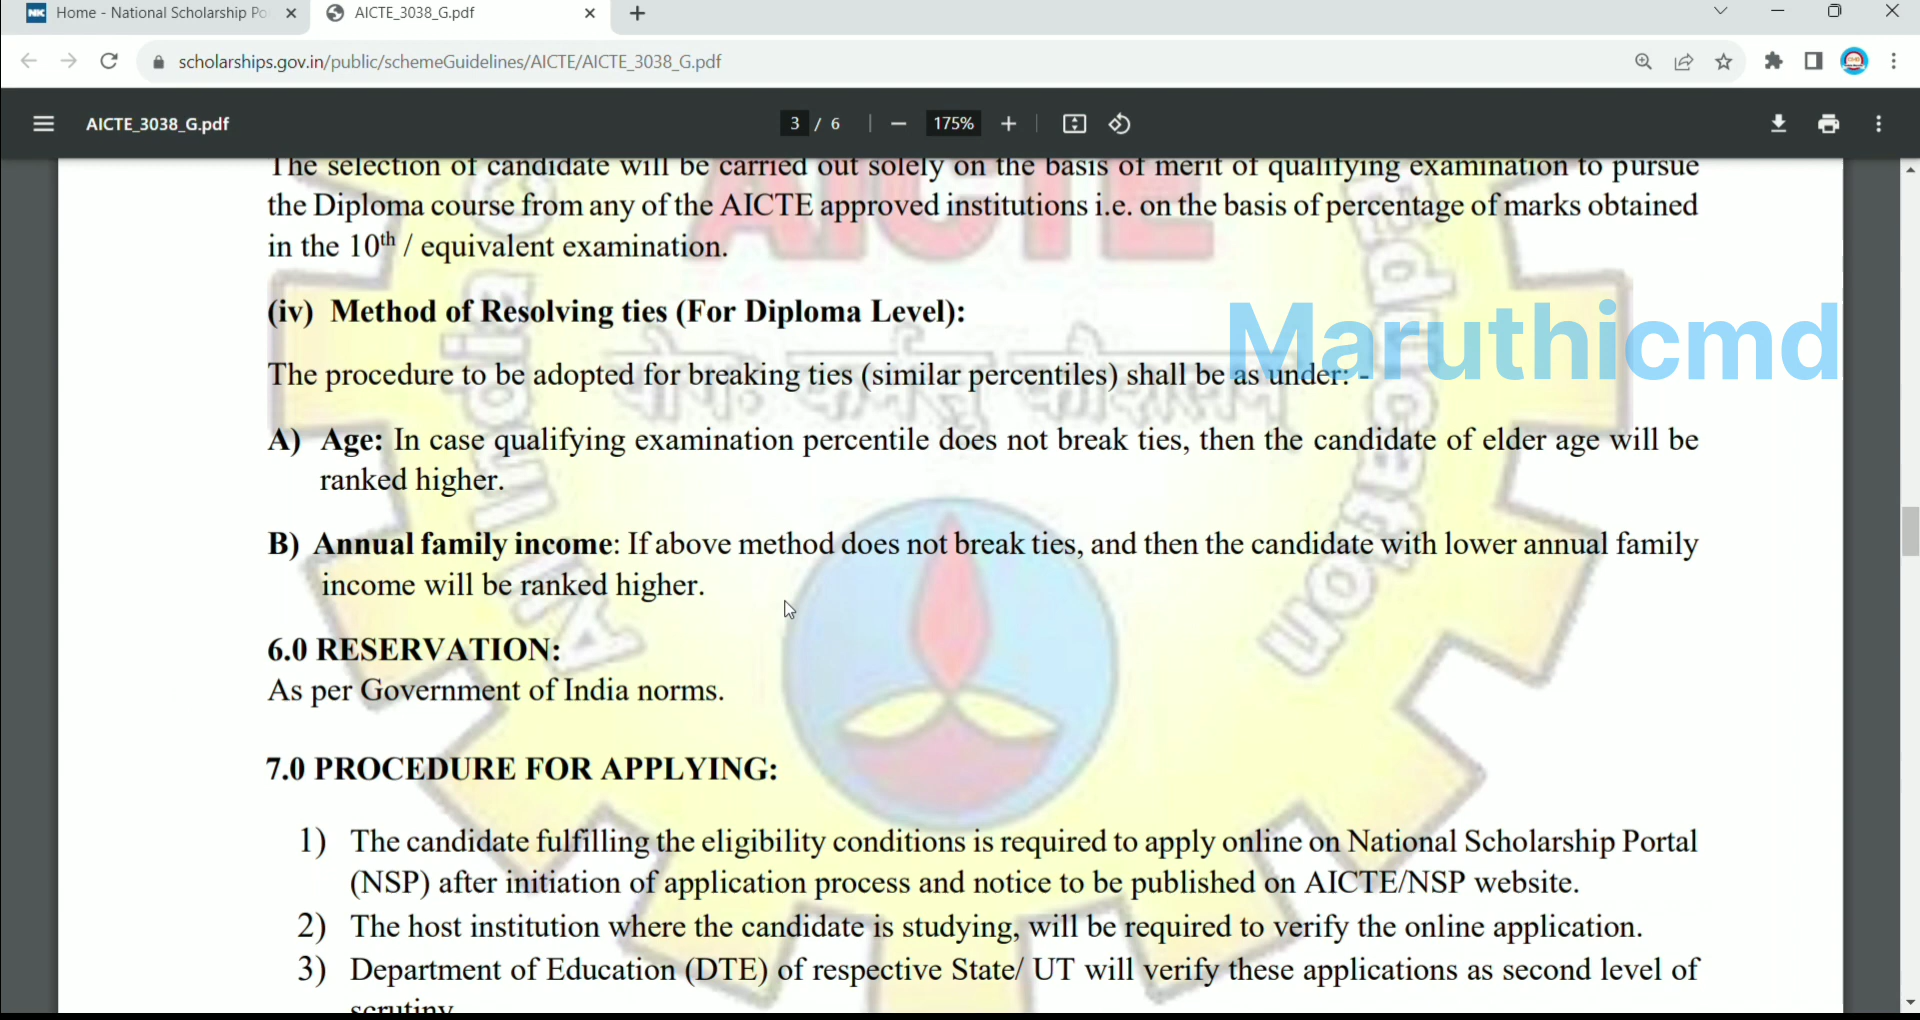 Home - National Scholarship Po
AICTE_3038_G.pdf
scholarships.gov.in/public/schemeGuidelines/AICTE/AICTE_3038_G.pdf
AICTE_3038_G.pdf
3 / 6
175%
The selection of candidate will be carried out solely on the basis of merit of qualifying examination to pursue
the Diploma course from any of the AICTE approved institutions i.e. on the basis of percentage of marks obtained
in the 10th / equivalent examination.
(iv) Method of Resolving ties (For Diploma Level):
Maruthicmd
The procedure to be adopted for breaking ties (similar percentiles) shall be as under: -
A) Age: In case qualifying examination percentile does not break ties, then the candidate of elder age will be
ranked higher.
B) Annual family income: If above method does not break ties, and then the candidate with lower annual family
income will be ranked higher.
6.0 RESERVATION:
As per Government of India norms.
7.0 PROCEDURE FOR APPLYING:
1) The candidate fulfilling the eligibility conditions is required to apply online on National Scholarship Portal
(NSP) after initiation of application process and notice to be published on AICTE/NSP website.
2) The host institution where the candidate is studying, will be required to verify the online application.
3) Department of Education (DTE) of respective State/ UT will verify these applications as second level of
scrutiny
AICTE
All India
Education
योगः कर्मसु कौशलम्